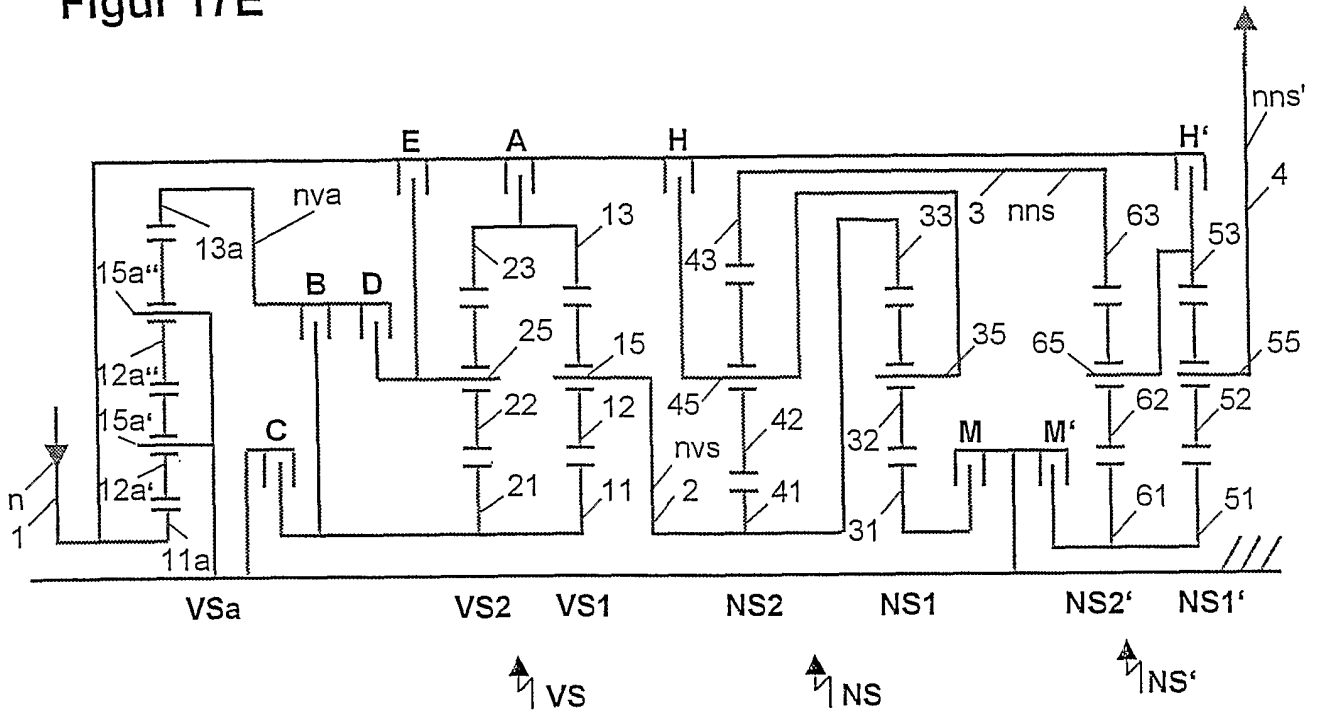 Figur 17E
nns'
E A H H'
4
nva 13 33 3 nns 63
13a 43 53
15a" 23
B D
25 15 35 65 55
12a" 22 12 45 42 62 52
15a' C 32 M M'
nvs
12a' 21 11 2 41 61 51
n 31
1 11a
VSa VS2 VS1 NS2 NS1 NS2' NS1'
VS NS NS'